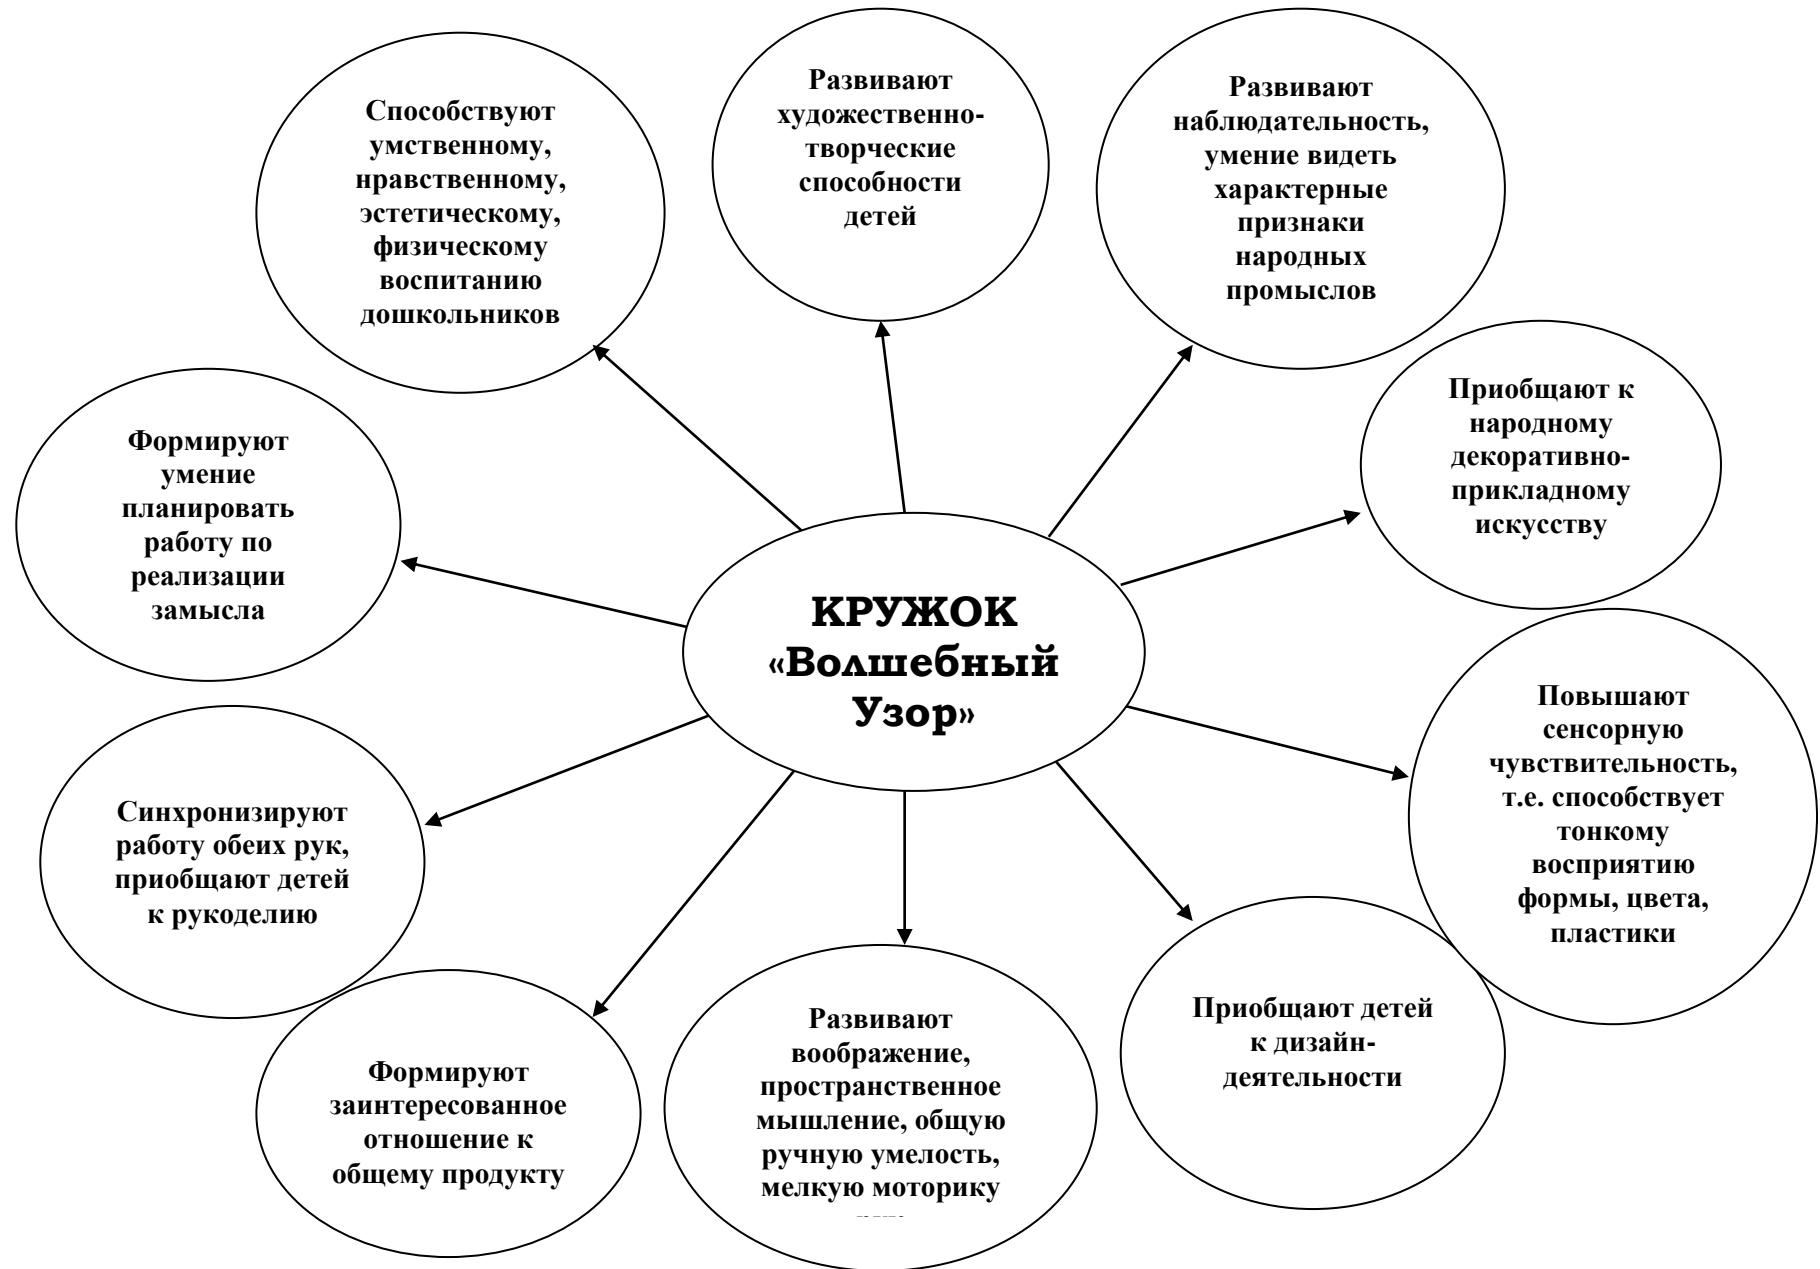 Способствуют
умственному,
нравственному,
эстетическому,
физическому
воспитанию
дошкольников
Развивают
художественно-
творческие
способности
детей
Развивают
наблюдательность,
умение видеть
характерные
признаки
народных
промыслов
Приобщают к
народному
декоративно-
прикладному
искусству
Формируют
умение
планировать
работу по
реализации
замысла
КРУЖОК
«Волшебный
Узор»
Повышают
сенсорную
чувствительность,
т.е. способствует
тонкому
восприятию
формы, цвета,
пластики
Синхронизируют
работу обеих рук,
приобщают детей
к рукоделию
Приобщают детей
к дизайн-
деятельности
Развивают
воображение,
пространственное
мышление, общую
ручную умелость,
мелкую моторику
Формируют
заинтересованное
отношение к
общему продукту